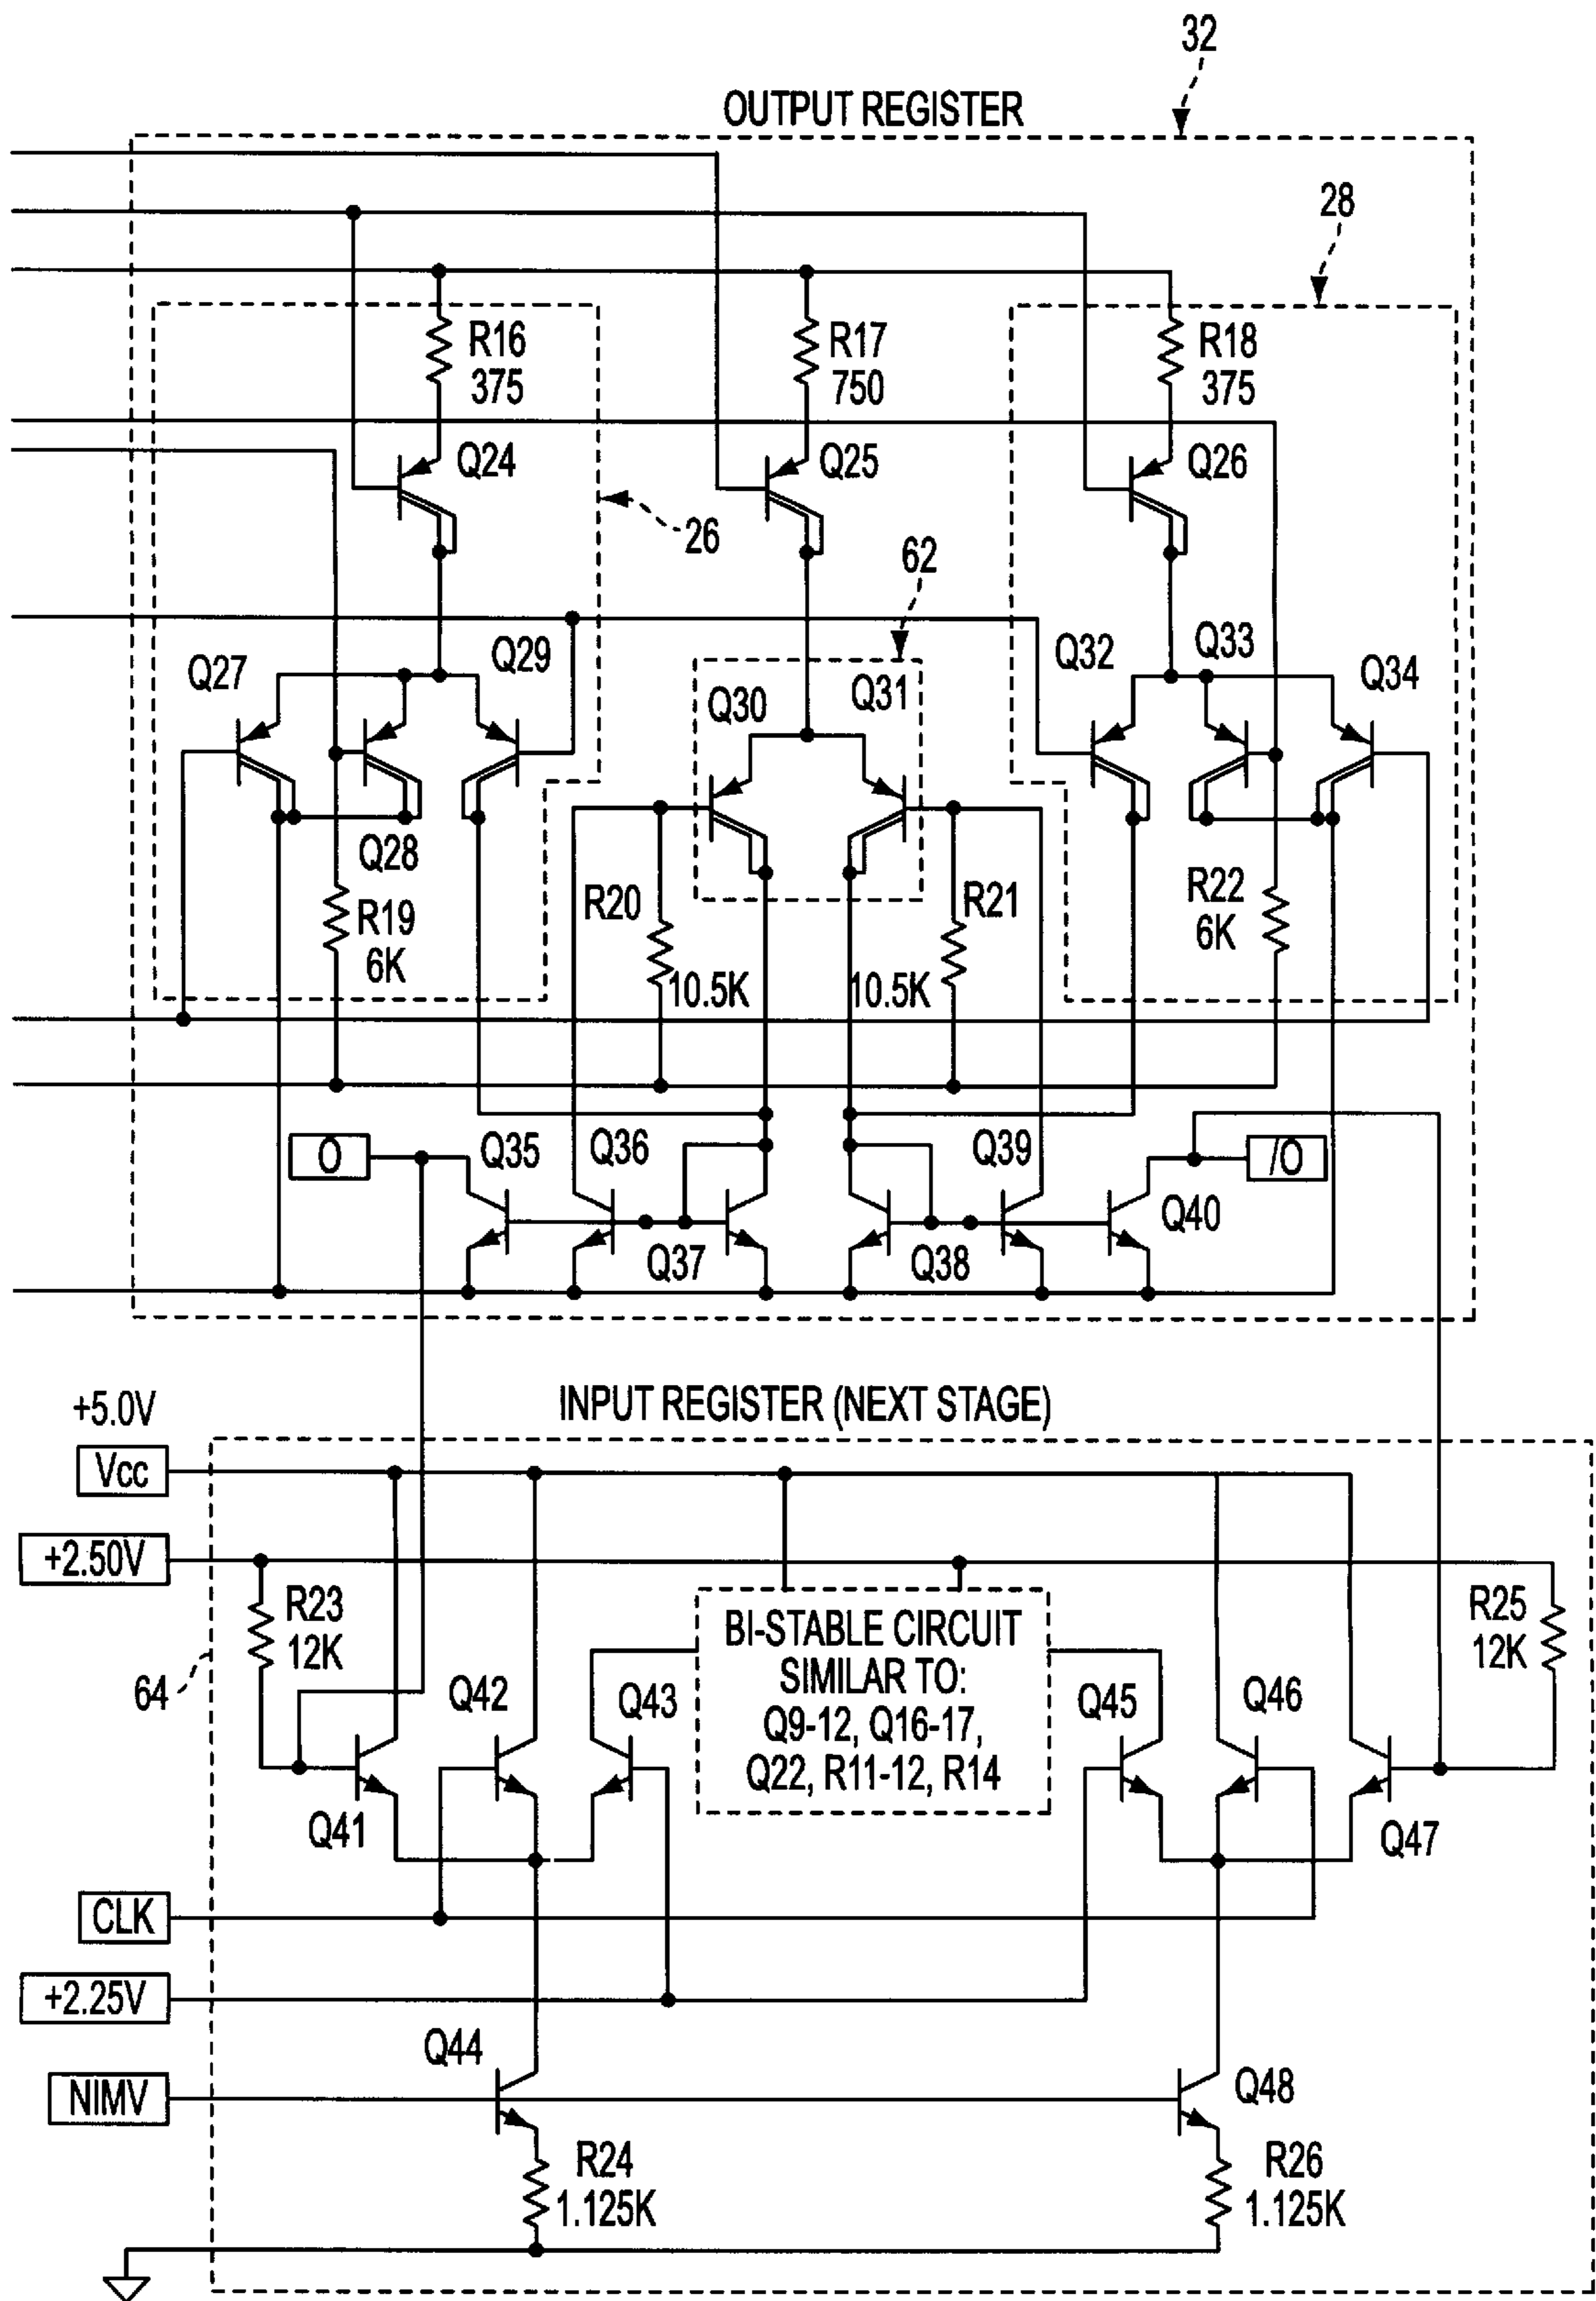 32
OUTPUT REGISTER
28
R16
375
R17
750
R18
375
Q24
Q25
Q26
26
62
Q27
Q29
Q30
Q31
Q32
Q33
Q34
Q28
R19
6K
R20
10.5K
R21
10.5K
R22
6K
O
Q35
Q36
Q37
Q38
Q39
Q40
/O
+5.0V
INPUT REGISTER (NEXT STAGE)
Vcc
+2.50V
R23
12K
R25
12K
64
BI-STABLE CIRCUIT
SIMILAR TO:
Q9-12, Q16-17,
Q22, R11-12, R14
Q42
Q43
Q45
Q46
Q41
Q47
CLK
+2.25V
Q44
NIMV
Q48
R24
1.125K
R26
1.125K